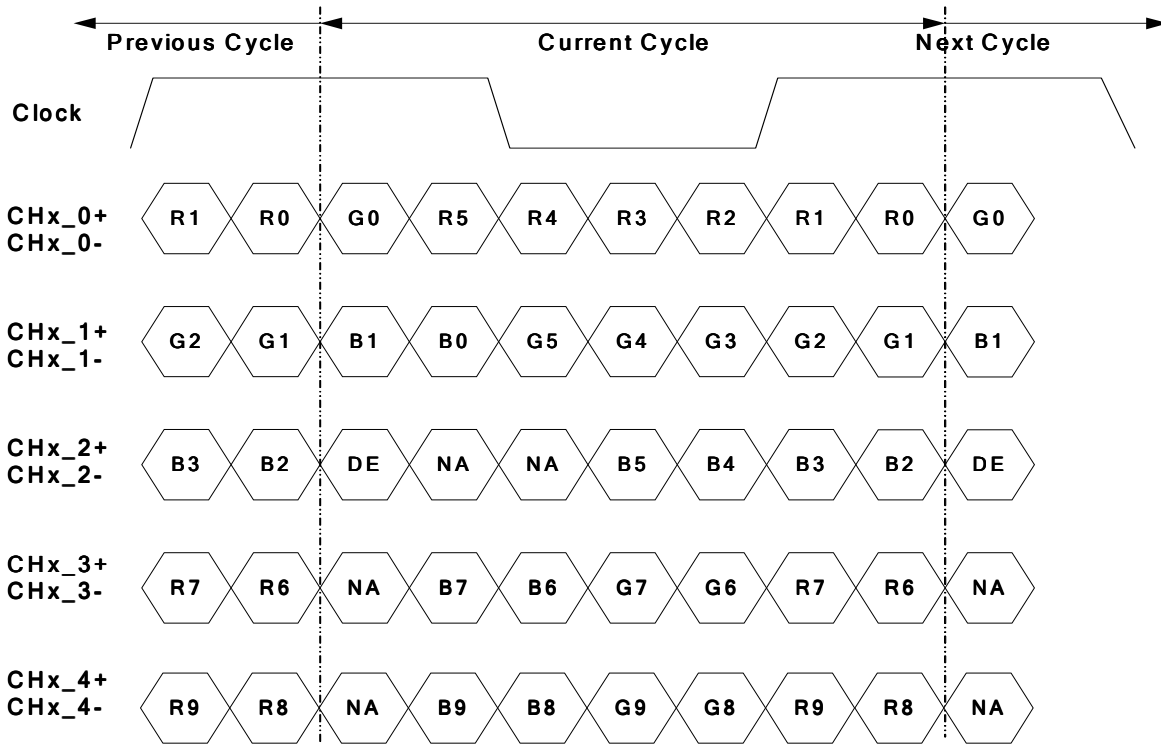 Previous Cycle Current Cycle Next Cycle
Clock
CHx_0+ R1 R0 G0 R5 R4 R3 R2 R1 R0 G0
CHx_0-
CHx_1+ G2 G1 B1 B0 G5 G4 G3 G2 G1 B1
CHx_1-
CHx_2+ B3 B2 DE NA NA B5 B4 B3 B2 DE
CHx_2-
CHx_3+ R7 R6 NA B7 B6 G7 G6 R7 R6 NA
CHx_3-
CHx_4+ R9 R8 NA B9 B8 G9 G8 R9 R8 NA
CHx_4-